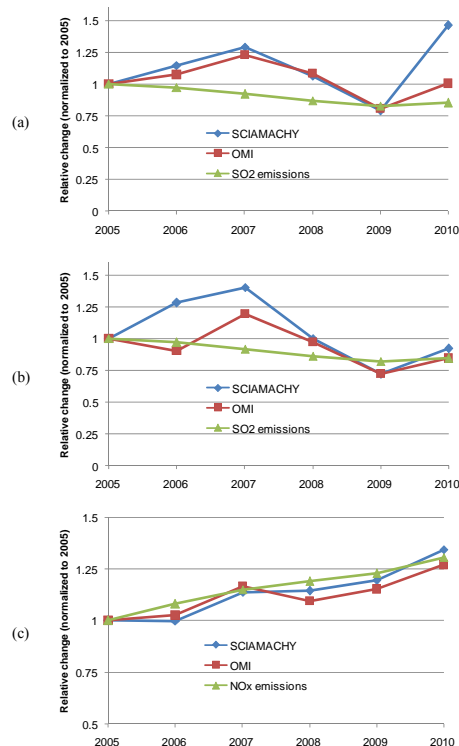 (a)
Relative change (normalized to 2005)
1.5
1.25
1
0.75
0.5
0.25
0
SCIAMACHY
OMI
SO2 emissions
2005 2006 2007 2008 2009 2010
(b)
Relative change (normalized to 2005)
1.5
1.25
1
0.75
0.5
0.25
0
SCIAMACHY
OMI
SO2 emissions
2005 2006 2007 2008 2009 2010
(c)
Relative change (normalized to 2005)
1.5
1.25
1
0.75
0.5
SCIAMACHY
OMI
NOx emissions
2005 2006 2007 2008 2009 2010